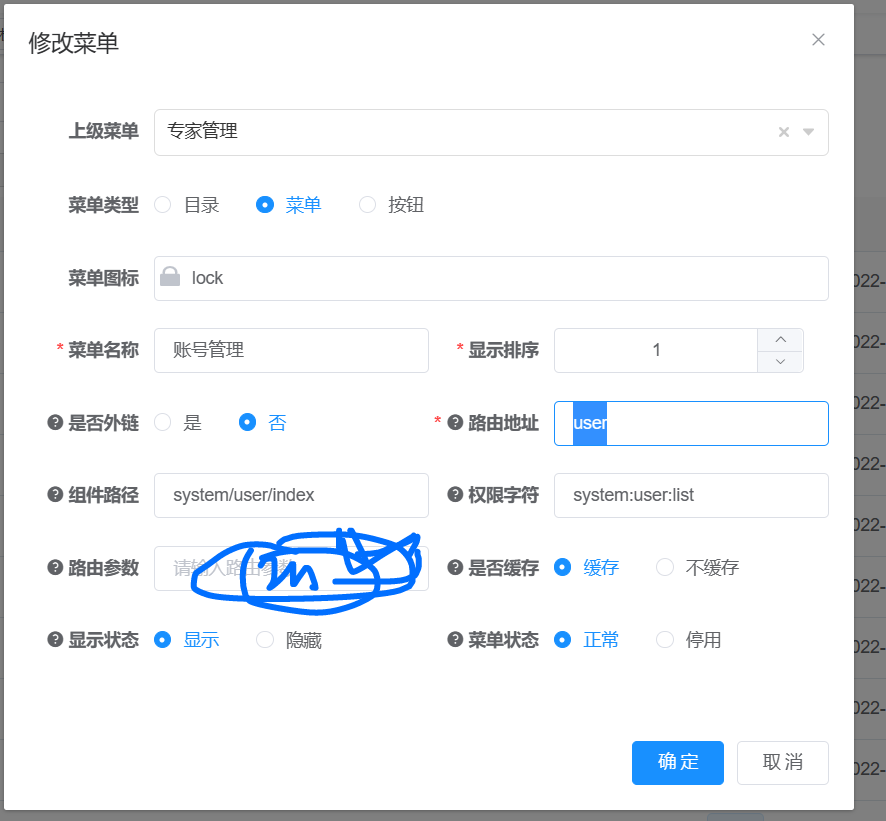 修改菜单
上级菜单 专家管理
菜单类型 目录 菜单 按钮
菜单图标 lock
* 菜单名称 账号管理 * 显示排序 1
是否外链 是 否 * 路由地址 user
组件路径 system/user/index 权限字符 system:user:list
路由参数 请输入路由参数 是否缓存 缓存 不缓存
显示状态 显示 隐藏 菜单状态 正常 停用
确定 取消
022-
022-
022-
022-
022-
022-
022-
022-
022-